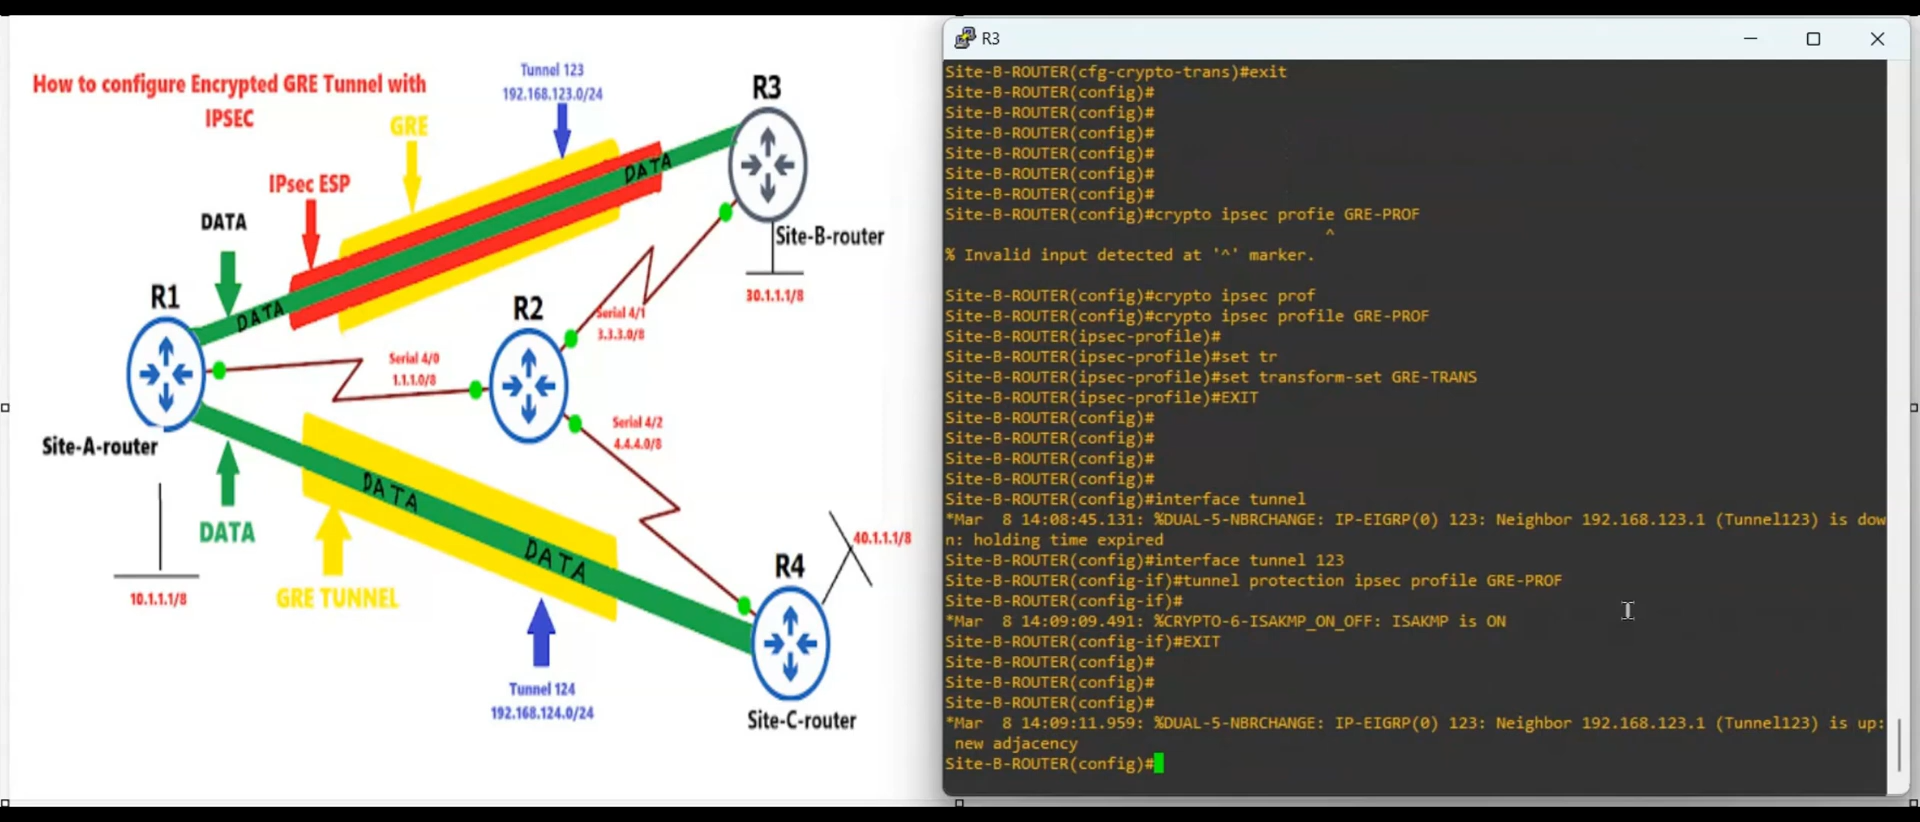 How to configure Encrypted GRE Tunnel with
IPSEC
Tunnel 123
192.168.123.0/24
R3
GRE
IPsec ESP
DATA
DATA
Site-B-router
30.1.1.1/8
R1
DATA
R2
Serial 4/1
3.3.3.0/8
Serial 4/0
1.1.1.0/8
Serial 4/2
4.4.4.0/8
Site-A-router
DATA
DATA
DATA
40.1.1.1/8
R4
10.1.1.1/8
GRE TUNNEL
Tunnel 124
192.168.124.0/24
Site-C-router
R3
Site-B-ROUTER(cfg-crypto-trans)#exit
Site-B-ROUTER(config)#
Site-B-ROUTER(config)#
Site-B-ROUTER(config)#
Site-B-ROUTER(config)#
Site-B-ROUTER(config)#
Site-B-ROUTER(config)#
Site-B-ROUTER(config)#crypto ipsec profie GRE-PROF
^
% Invalid input detected at '^' marker.
Site-B-ROUTER(config)#crypto ipsec prof
Site-B-ROUTER(config)#crypto ipsec profile GRE-PROF
Site-B-ROUTER(ipsec-profile)#
Site-B-ROUTER(ipsec-profile)#set tr
Site-B-ROUTER(ipsec-profile)#set transform-set GRE-TRANS
Site-B-ROUTER(ipsec-profile)#EXIT
Site-B-ROUTER(config)#
Site-B-ROUTER(config)#
Site-B-ROUTER(config)#
Site-B-ROUTER(config)#
Site-B-ROUTER(config)#interface tunnel
*Mar  8 14:08:45.131: %DUAL-5-NBRCHANGE: IP-EIGRP(0) 123: Neighbor 192.168.123.1 (Tunnel123) is dow
n: holding time expired
Site-B-ROUTER(config)#interface tunnel 123
Site-B-ROUTER(config-if)#tunnel protection ipsec profile GRE-PROF
Site-B-ROUTER(config-if)#
*Mar  8 14:09:09.491: %CRYPTO-6-ISAKMP_ON_OFF: ISAKMP is ON
Site-B-ROUTER(config-if)#EXIT
Site-B-ROUTER(config)#
Site-B-ROUTER(config)#
Site-B-ROUTER(config)#
*Mar  8 14:09:11.959: %DUAL-5-NBRCHANGE: IP-EIGRP(0) 123: Neighbor 192.168.123.1 (Tunnel123) is up:
new adjacency
Site-B-ROUTER(config)#